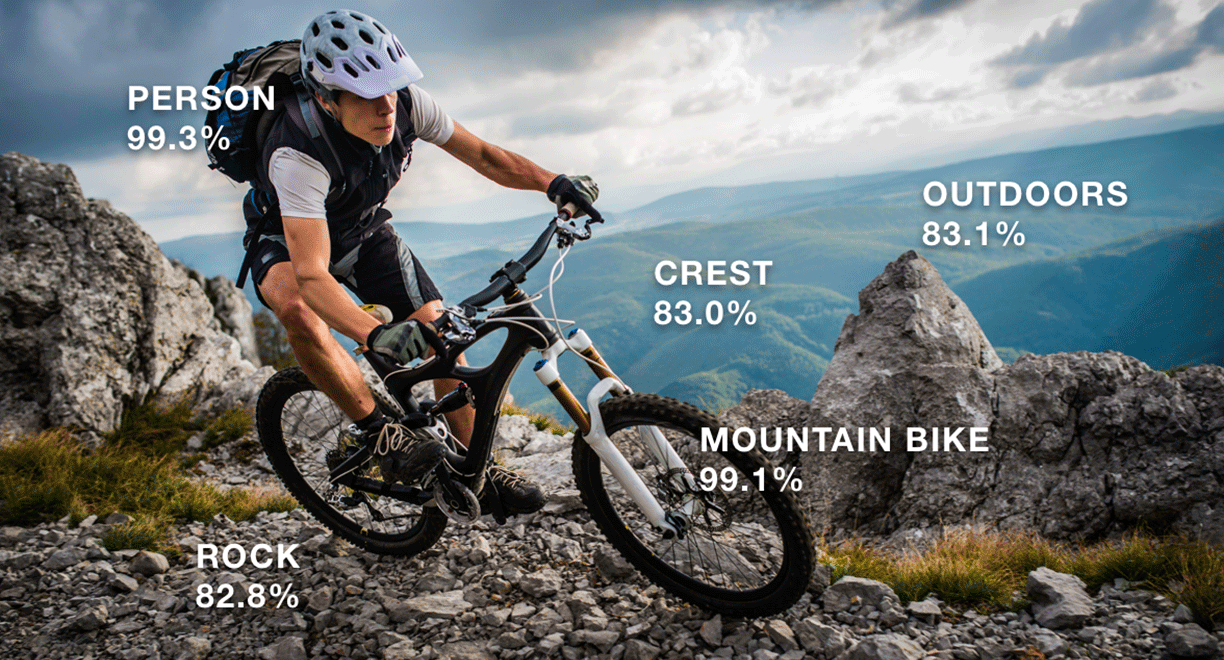 PERSON
99.3%
OUTDOORS
83.1%
CREST
83.0%
MOUNTAIN BIKE
99.1%
ROCK
82.8%